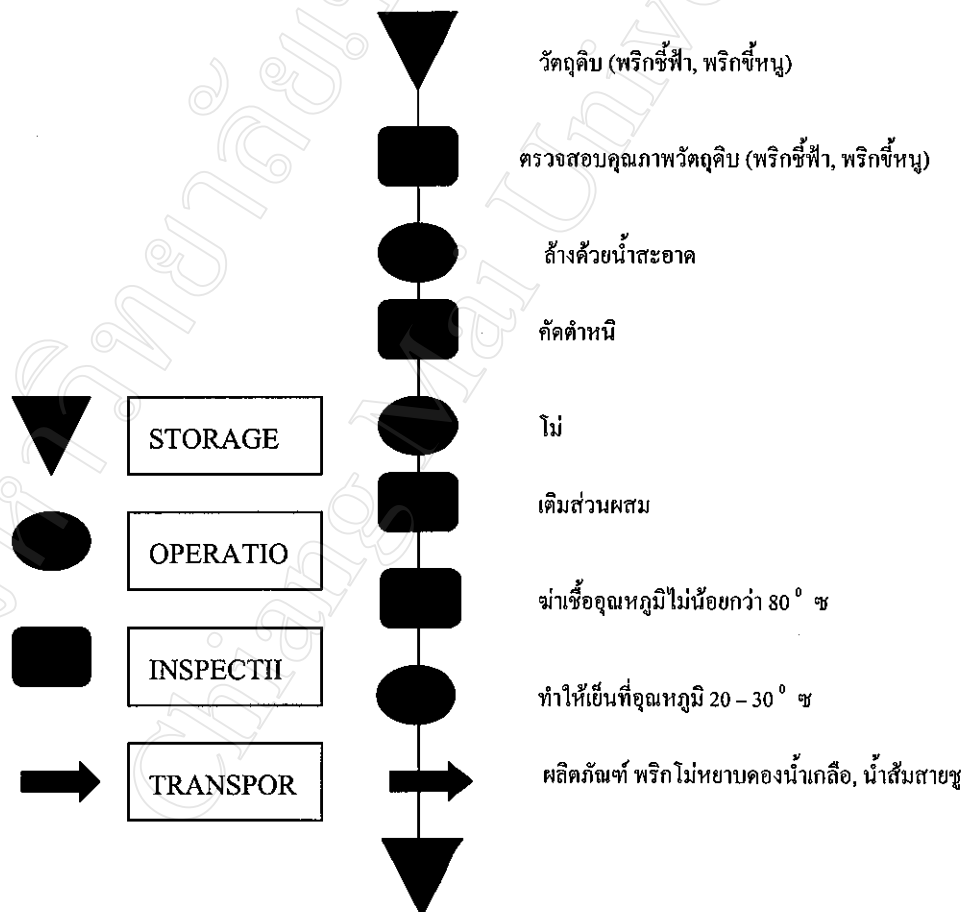 วัตถุดิบ (พริกชี้ฟ้า, พริกขี้หนู)
ตรวจสอบคุณภาพวัตถุดิบ (พริกชี้ฟ้า, พริกขี้หนู)
ล้างด้วยน้ำสะอาด
คัดตำหนิ
โม่
เติมส่วนผสม
ฆ่าเชื้ออุณหภูมิไม่น้อยกว่า 80⁰ ซ
ทำให้เย็นที่อุณหภูมิ 20 – 30⁰ ซ
ผลิตภัณฑ์ พริกโม่หยาบดองน้ำเกลือ, น้ำส้มสายชู
STORAGE
OPERATIO
INSPECTII
TRANSPOR
Chiang Mai Unive